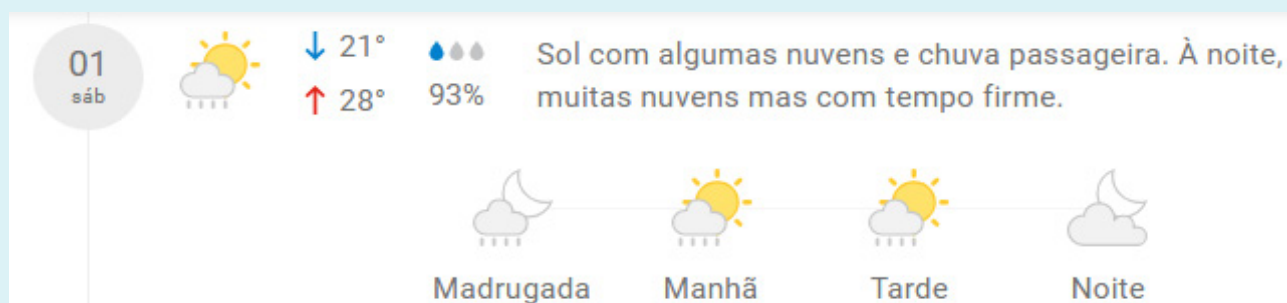 01
sáb
↓ 21°
↑ 28°
93%
Sol com algumas nuvens e chuva passageira. À noite,
muitas nuvens mas com tempo firme.
Madrugada Manhã Tarde Noite